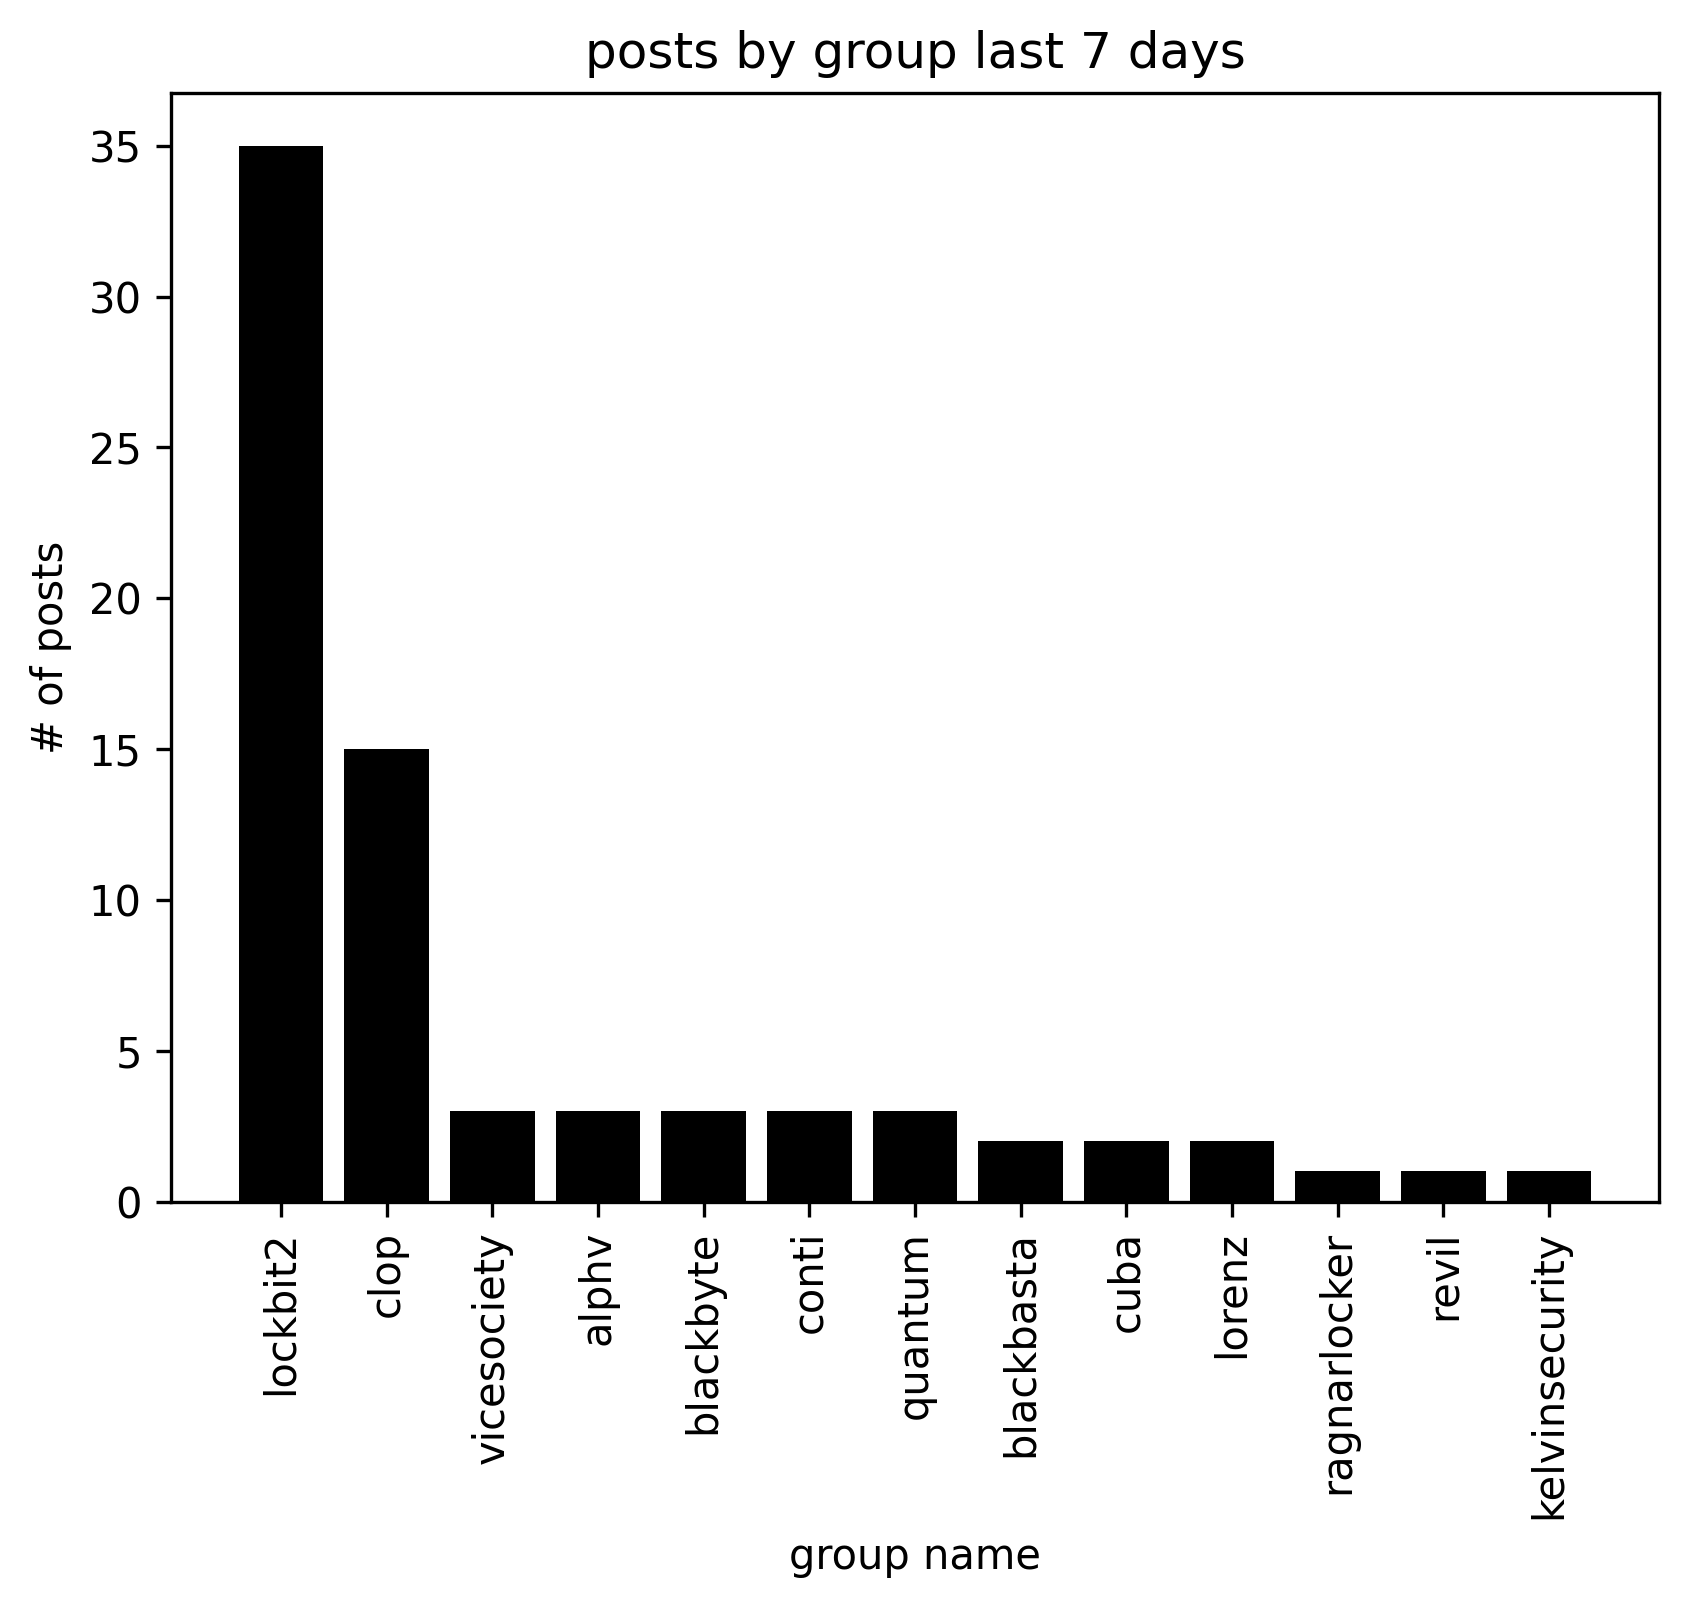 posts by group last 7 days
# of posts
35
30
25
20
15
10
5
0
lockbit2
clop
vicesociety
alphv
blackbyte
conti
quantum
blackbasta
cuba
lorenz
ragnarlocker
revil
kelvinsecurity
group name